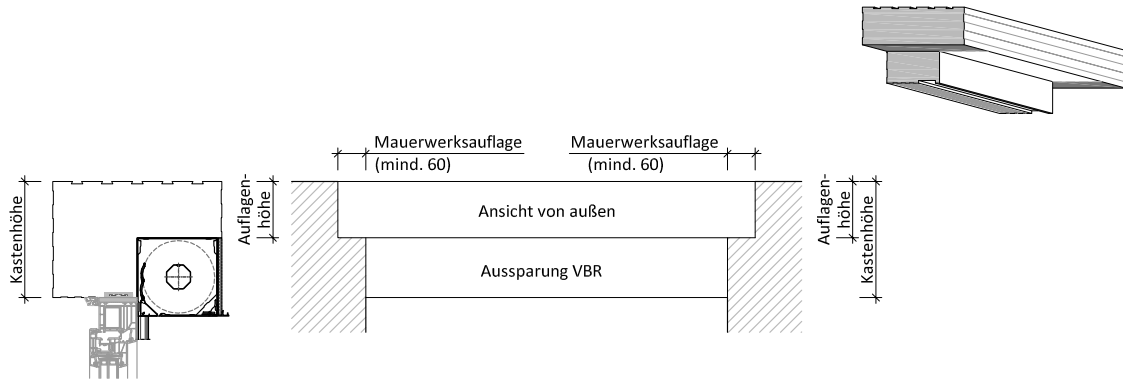 Mauerwerksauflage
(mind. 60)
Mauerwerksauflage
(mind. 60)
Kastenhöhe
Auflagen-
höhe
Ansicht von außen
Aussparung VBR
Auflagen-
höhe
Kastenhöhe